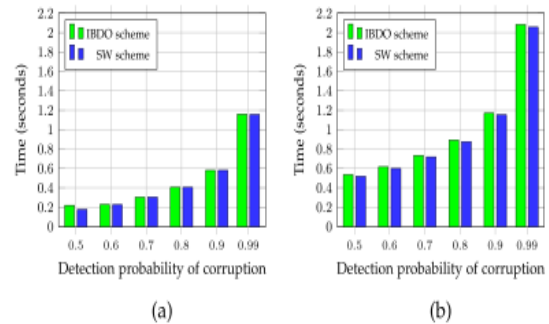 2.2
2
1.8
1.6
1.4
1.2
1
0.8
0.6
0.4
0.2
0
Time (seconds)
IBDO scheme
SW scheme
0.5 0.6 0.7 0.8 0.9 0.99
Detection probability of corruption
(a)
2.2
2
1.8
1.6
1.4
1.2
1
0.8
0.6
0.4
0.2
0
Time (seconds)
IBDO scheme
SW scheme
0.5 0.6 0.7 0.8 0.9 0.99
Detection probability of corruption
(b)